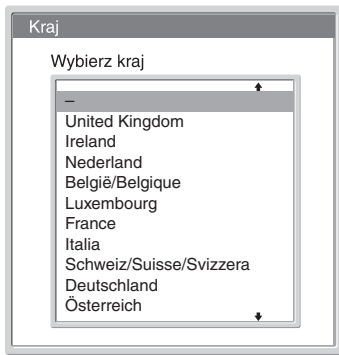 Kraj
Wybierz kraj
–
United Kingdom
Ireland
Nederland
België/Belgique
Luxembourg
France
Italia
Schweiz/Suisse/Svizzera
Deutschland
Österreich